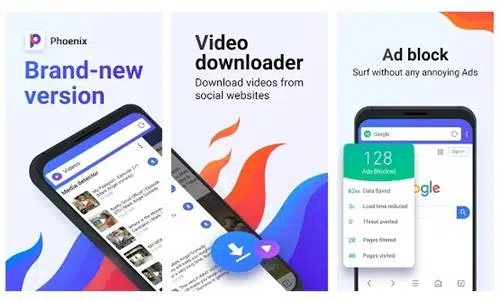 Phoenix
Brand-new
version
Videos
Media detector
Video
downloader
Download videos from
social websites
Ad block
Surf without any annoying Ads
Google
128
Ads Blocked
Data Saved
Load time reduced
0 Threat averted
28 Pages filtered
48 Pages visited
Sign in